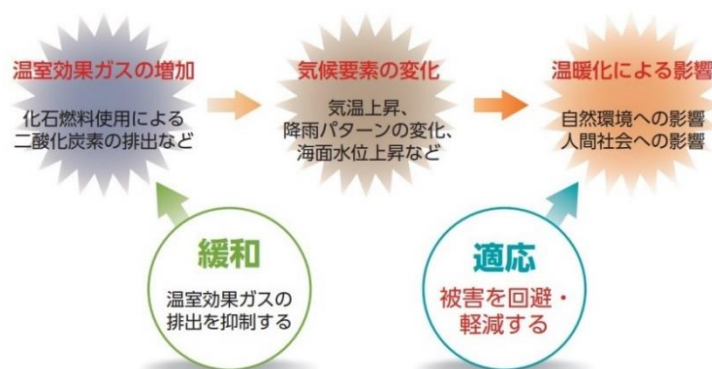 温室効果ガスの増加
化石燃料使用による
二酸化炭素の排出など
気候要素の変化
気温上昇、
降雨パターンの変化、
海面水位上昇など
温暖化による影響
自然環境への影響
人間社会への影響
緩和
温室効果ガスの
排出を抑制する
適応
被害を回避・
軽減する